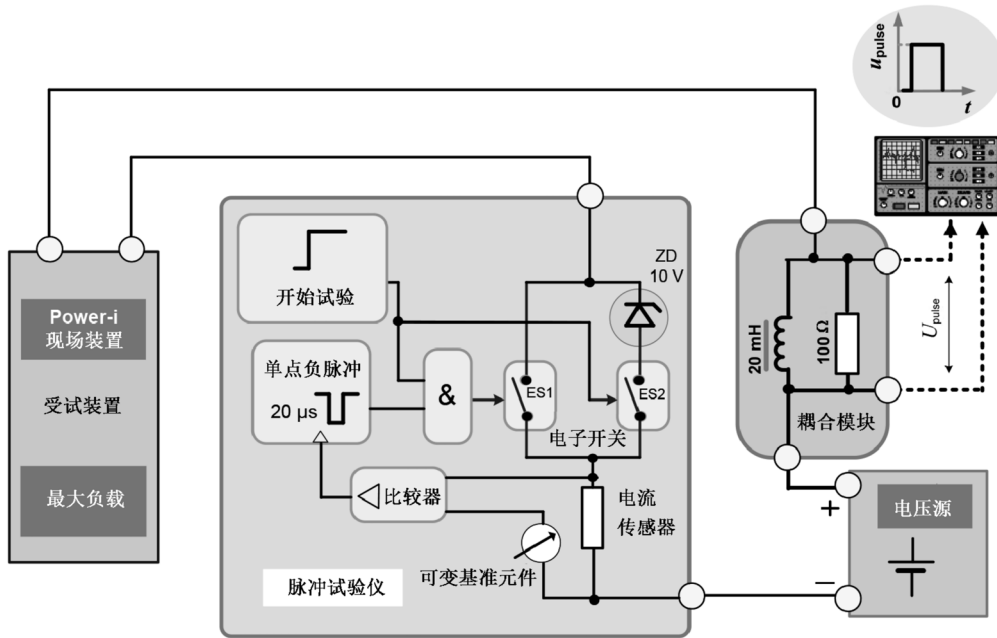 u_pulse
0
t
ZD
10 V
开始试验
Power-i
现场装置
受试装置
最大负载
单点负脉冲
20 μs
&
ES1
ES2
电子开关
20 mH
100 Ω
U_pulse
耦合模块
比较器
电流
传感器
可变基准元件
脉冲试验仪
+
−
电压源